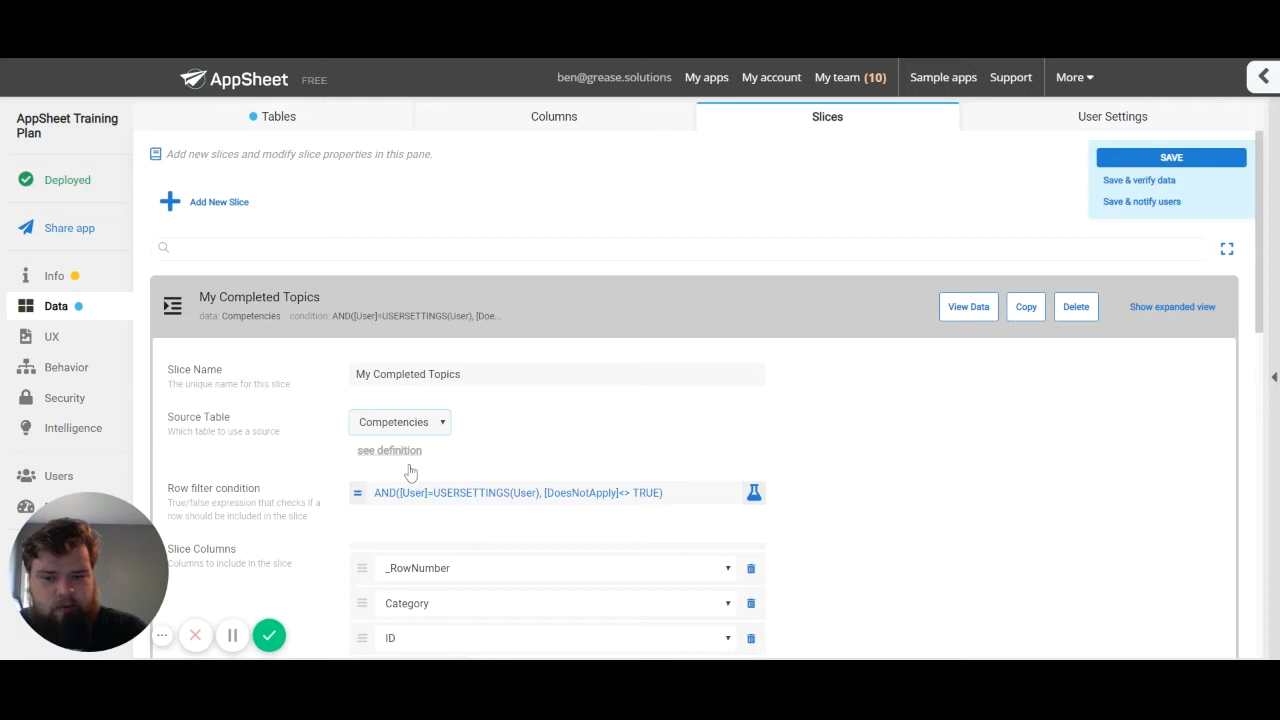 AppSheet FREE
ben@grease.solutions My apps My account My team (10) Sample apps Support More
AppSheet Training
Plan
Deployed
Share app
Info
Data
UX
Behavior
Security
Intelligence
Users
Tables Columns Slices User Settings
Add new slices and modify slice properties in this pane.
SAVE
Save & verify data
Save & notify users
Add New Slice
My Completed Topics
data: Competencies condition: AND([User]=USERSETTINGS(User), [Doe...
View Data Copy Delete Show expanded view
Slice Name
The unique name for this slice
My Completed Topics
Source Table
Which table to use a source
Competencies
see definition
Row filter condition
True/false expression that checks if a
row should be included in the slice
= AND([User]=USERSETTINGS(User), [DoesNotApply]<> TRUE)
Slice Columns
Columns to include in the slice
_RowNumber
Category
ID